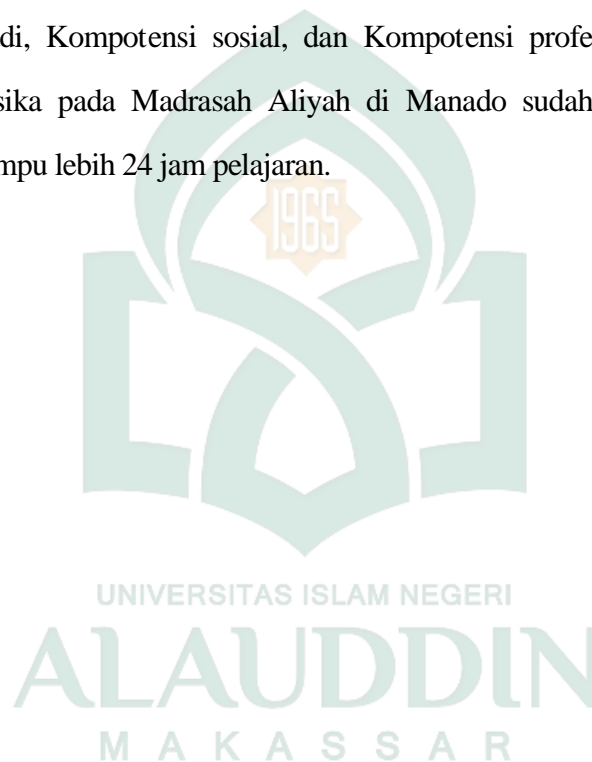 di, Kompotensi sosial, dan Kompotensi profe
sika pada Madrasah Aliyah di Manado sudah
mpu lebih 24 jam pelajaran.
1965
UNIVERSITAS ISLAM NEGERI
ALAUDDIN
MAKASSAR